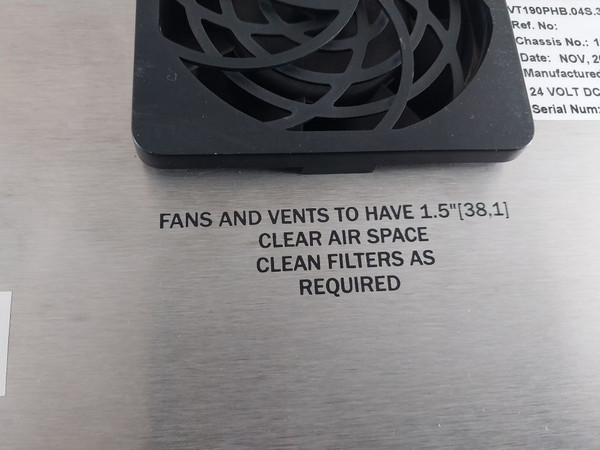 VT190PHB.04S.3
Ref. No:
Chassis No.: 1
Date: NOV, 2
Manufactured
24 VOLT DC
Serial Num:
FANS AND VENTS TO HAVE 1.5"[38,1]
CLEAR AIR SPACE
CLEAN FILTERS AS
REQUIRED